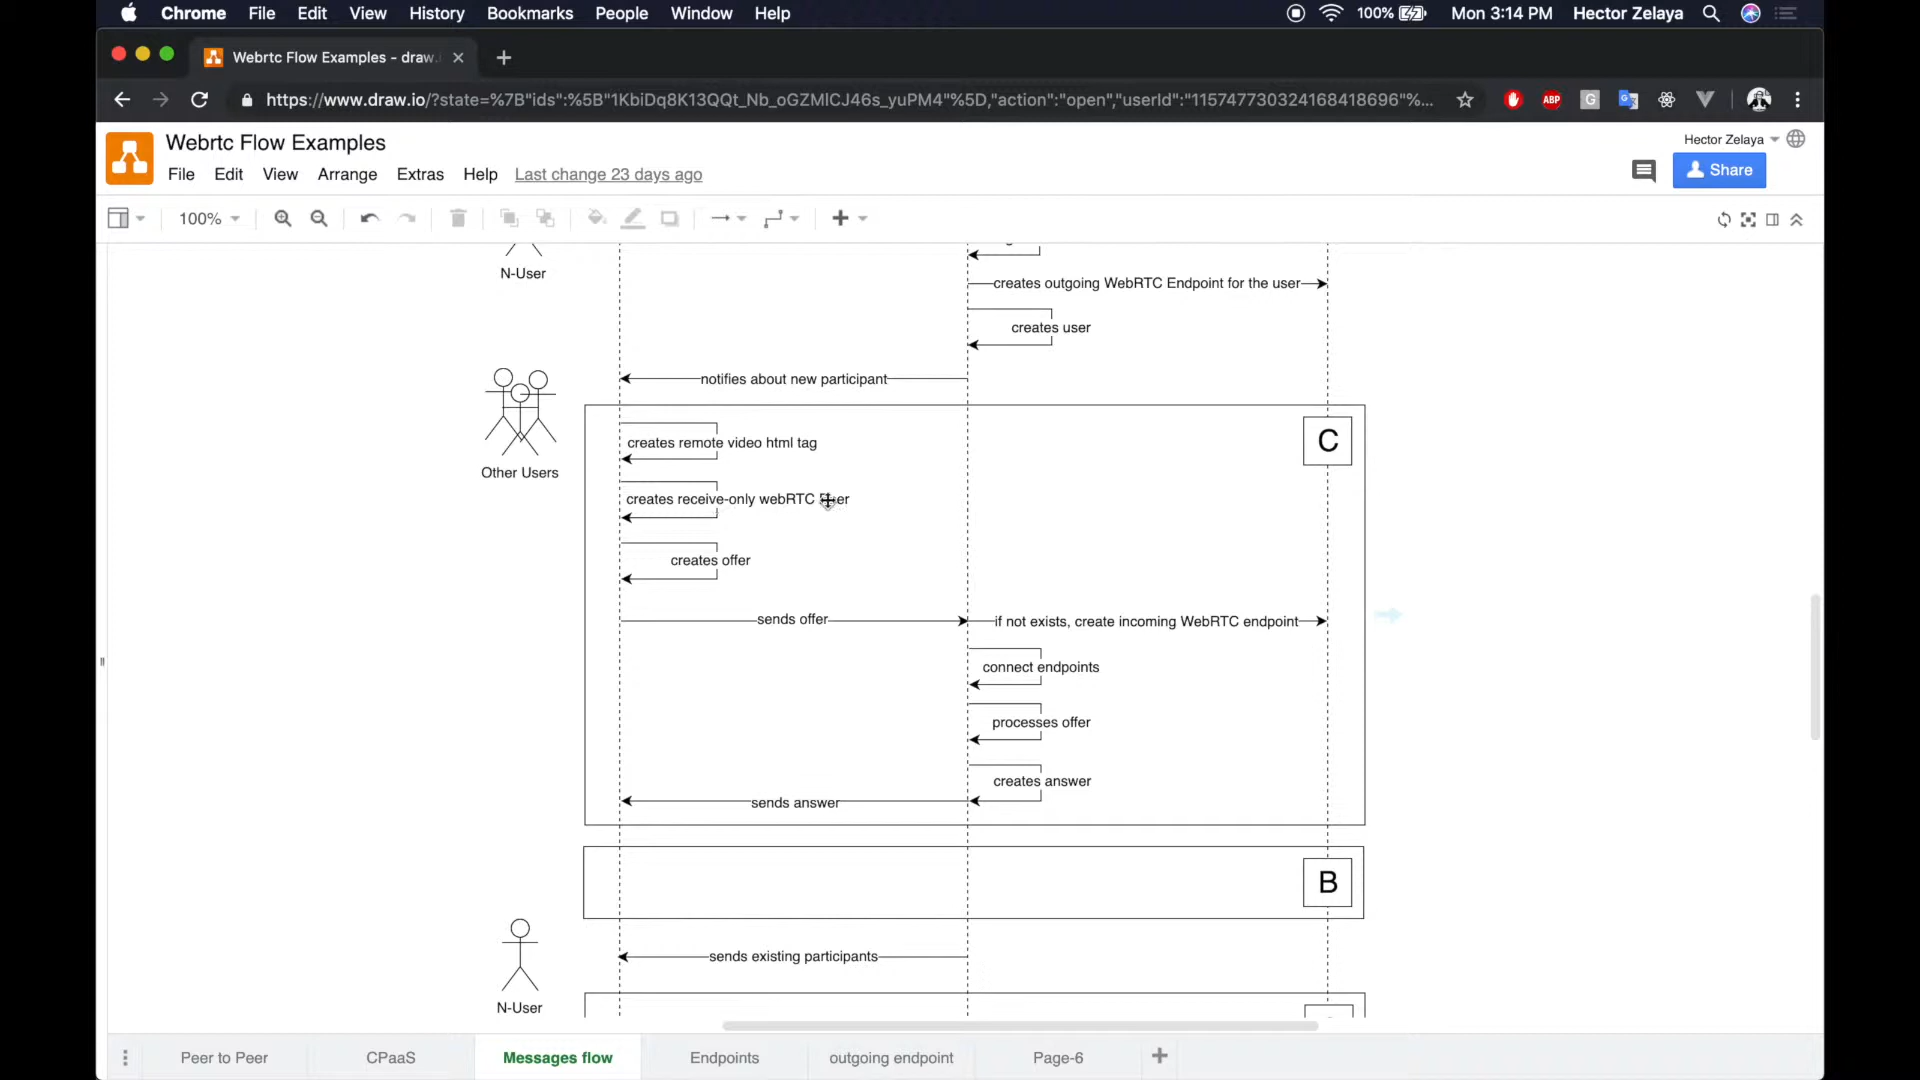 Chrome File Edit View History Bookmarks People Window Help 100% Mon 3:14 PM Hector Zelaya
Webrtc Flow Examples - draw.
https://www.draw.io/?state=%7B"ids":%5B"1KbiDq8K13QQt_Nb_oGZMlCJ46s_yuPM4"%5D,"action":"open","userId":"115747730324168418696"%...
ABP G
Webrtc Flow Examples
Hector Zelaya
File Edit View Arrange Extras Help Last change 23 days ago
Share
100%
N-User
creates outgoing WebRTC Endpoint for the user
creates user
notifies about new participant
C
creates remote video html tag
Other Users
creates receive-only webRTC
creates offer
sends offer
if not exists, create incoming WebRTC endpoint
connect endpoints
processes offer
creates answer
sends answer
B
sends existing participants
N-User
Peer to Peer CPaaS Messages flow Endpoints outgoing endpoint Page-6